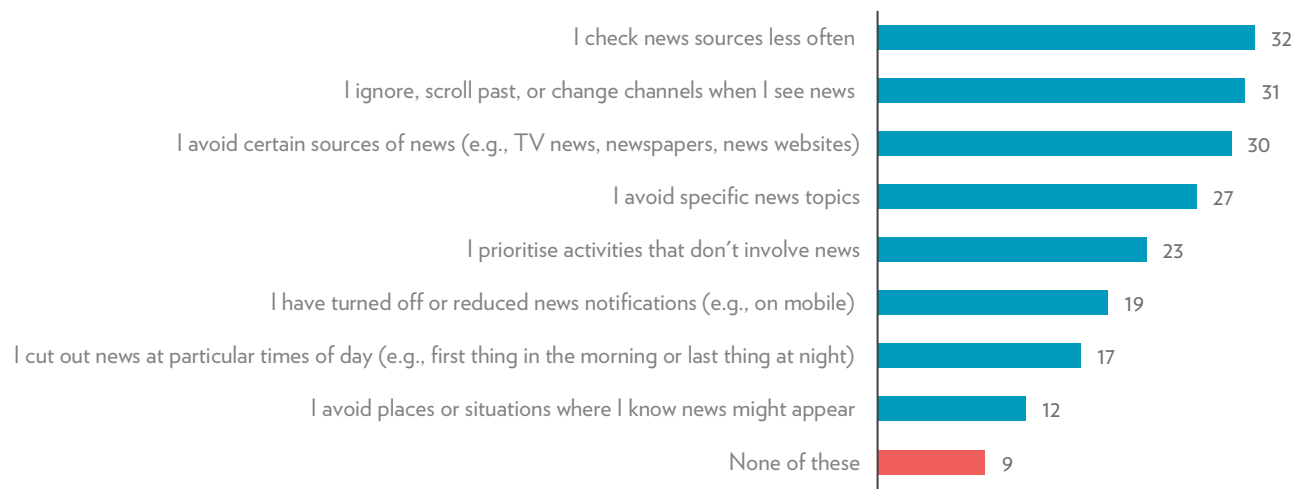 I check news sources less often 32
I ignore, scroll past, or change channels when I see news 31
I avoid certain sources of news (e.g., TV news, newspapers, news websites) 30
I avoid specific news topics 27
I prioritise activities that don't involve news 23
I have turned off or reduced news notifications (e.g., on mobile) 19
I cut out news at particular times of day (e.g., first thing in the morning or last thing at night) 17
I avoid places or situations where I know news might appear 12
None of these 9